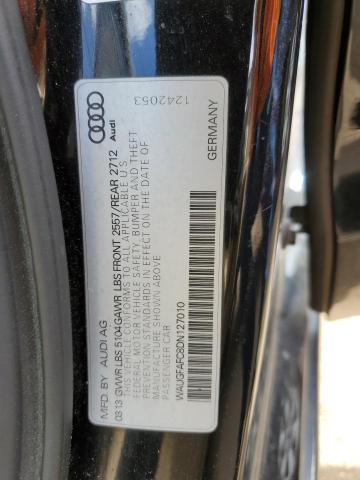 Audi
1242053
GERMANY
MFD. BY AUDI AG
03.13 GVWR LBS 5104 GAWR LBS FRONT 2557/REAR 2712
THIS VEHICLE CONFORMS TO ALL APPLICABLE U.S.
FEDERAL MOTOR VEHICLE SAFETY BUMPER AND THEFT
PREVENTION STANDARDS IN EFFECT ON THE DATE OF
MANUFACTURE SHOWN ABOVE
PASSENGER CAR
WAUGFAFC8DN127010